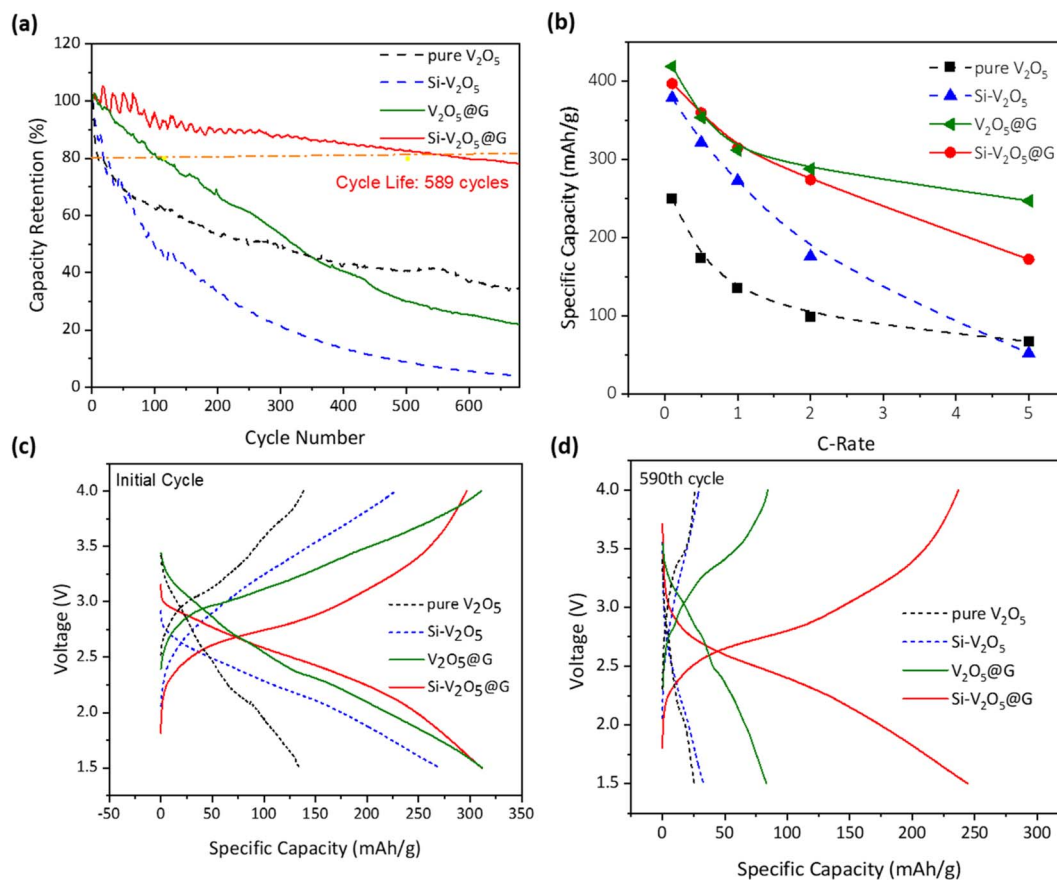 (a)
120
100
80
60
40
20
0
Capacity Retention (%)
pure V₂O₅
Si-V₂O₅
V₂O₅@G
Si-V₂O₅@G
Cycle Life: 589 cycles
0 100 200 300 400 500 600
Cycle Number
(b)
400
300
200
100
0
Specific Capacity (mAh/g)
pure V₂O₅
Si-V₂O₅
V₂O₅@G
Si-V₂O₅@G
0 1 2 3 4 5
C-Rate
(c)
Initial Cycle
4.0
3.5
3.0
2.5
2.0
1.5
Voltage (V)
pure V₂O₅
Si-V₂O₅
V₂O₅@G
Si-V₂O₅@G
-50 0 50 100 150 200 250 300 350
Specific Capacity (mAh/g)
(d)
590th cycle
4.0
3.5
3.0
2.5
2.0
1.5
Voltage (V)
pure V₂O₅
Si-V₂O₅
V₂O₅@G
Si-V₂O₅@G
0 50 100 150 200 250 300
Specific Capacity (mAh/g)